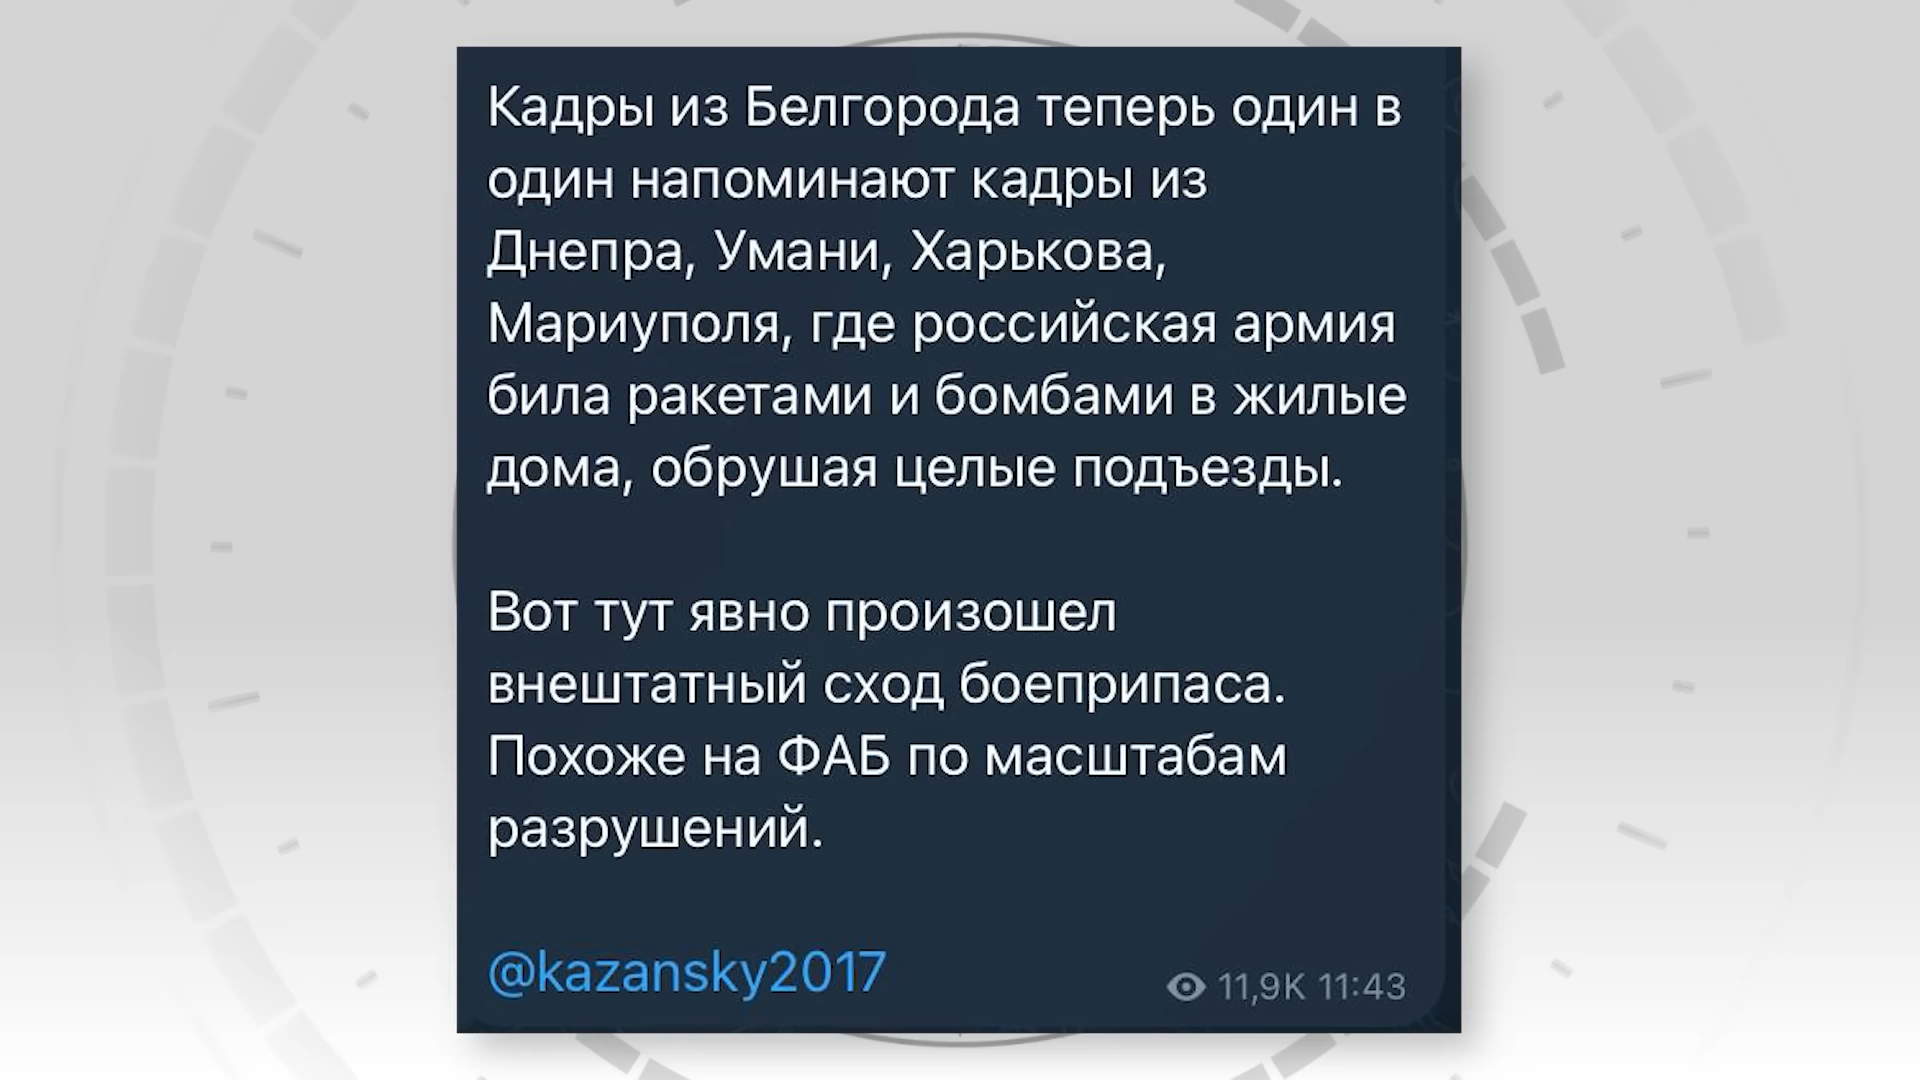 Кадры из Белгорода теперь один в
один напоминают кадры из
Днепра, Умани, Харькова,
Мариуполя, где российская армия
била ракетами и бомбами в жилые
дома, обрушая целые подъезды.
Вот тут явно произошел
внештатный сход боеприпаса.
Похоже на ФАБ по масштабам
разрушений.
@kazansky2017
11,9K 11:43